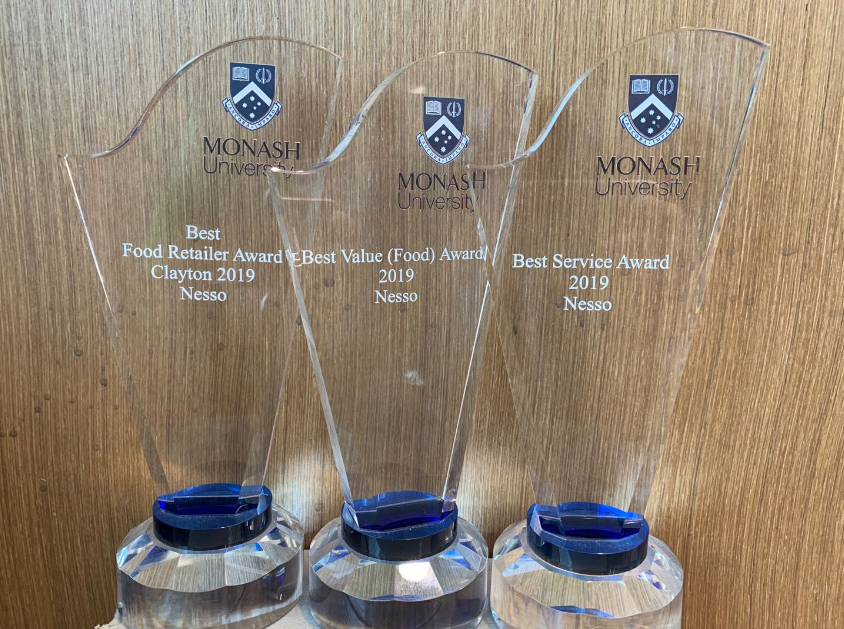 MONASH
University
Best
Food Retailer Award
Clayton 2019
Nesso
MONASH
University
Best Value (Food) Award
2019
Nesso
MONASH
University
Best Service Award
2019
Nesso